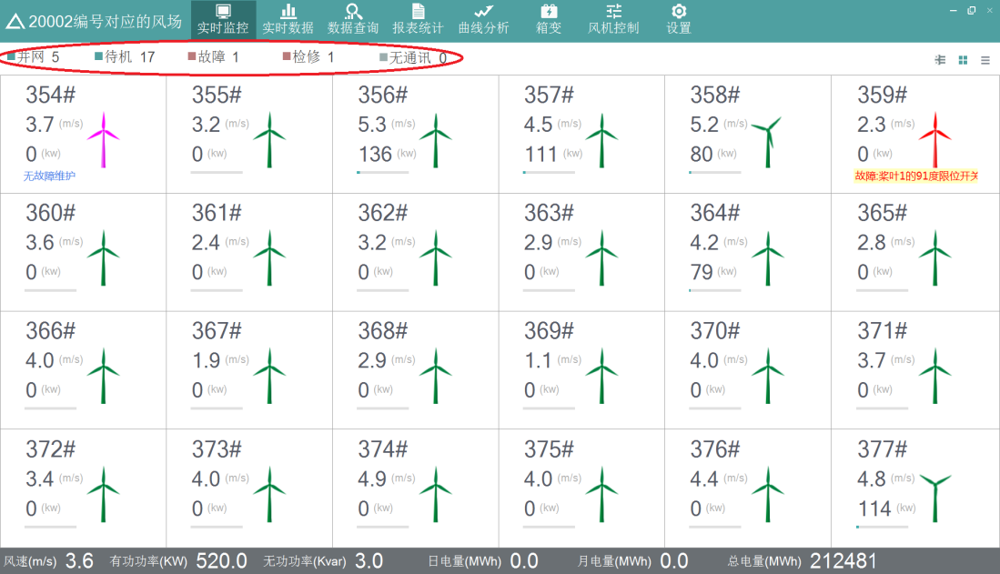 20002编号对应的风场 实时监控 实时数据 数据查询 报表统计 曲线分析 箱变 风机控制 设置
并网 5 待机 17 故障 1 检修 1 无通讯 0
354# 355# 356# 357# 358# 359#
3.7 (m/s) 3.2 (m/s) 5.3 (m/s) 4.5 (m/s) 5.2 (m/s) 2.3 (m/s)
0 (kw) 0 (kw) 136 (kw) 111 (kw) 80 (kw) 0 (kw)
无故障维护 故障:桨叶1的91度限位开关
360# 361# 362# 363# 364# 365#
3.6 (m/s) 2.4 (m/s) 3.2 (m/s) 2.9 (m/s) 4.2 (m/s) 2.8 (m/s)
0 (kw) 0 (kw) 0 (kw) 0 (kw) 79 (kw) 0 (kw)
366# 367# 368# 369# 370# 371#
4.0 (m/s) 1.9 (m/s) 2.9 (m/s) 1.1 (m/s) 4.0 (m/s) 3.7 (m/s)
0 (kw) 0 (kw) 0 (kw) 0 (kw) 0 (kw) 0 (kw)
372# 373# 374# 375# 376# 377#
3.4 (m/s) 4.0 (m/s) 4.9 (m/s) 4.0 (m/s) 4.4 (m/s) 4.8 (m/s)
0 (kw) 0 (kw) 0 (kw) 0 (kw) 0 (kw) 114 (kw)
风速(m/s) 3.6 有功功率(KW) 520.0 无功功率(Kvar) 3.0 日电量(MWh) 0.0 月电量(MWh) 0.0 总电量(MWh) 212481